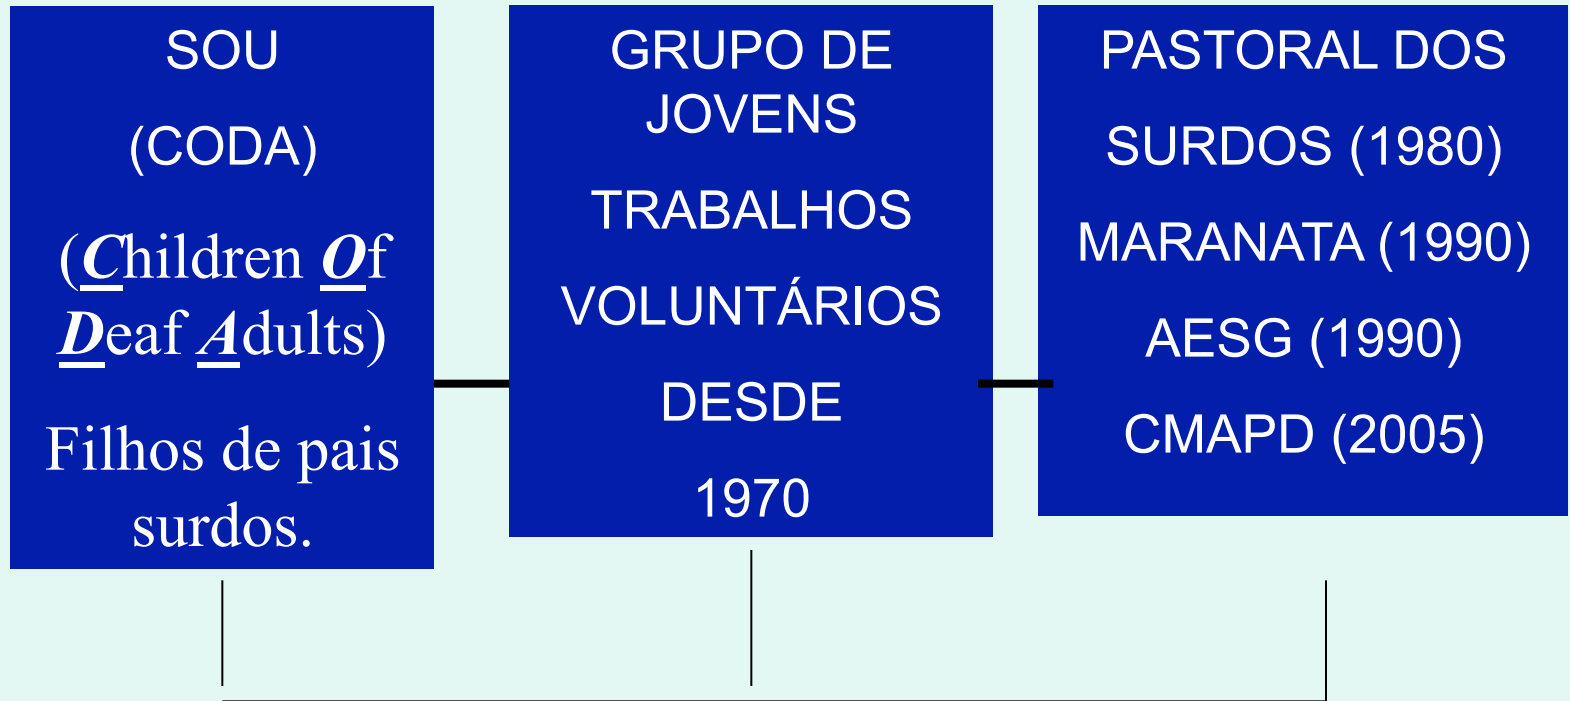 SOU
(CODA)
(Children Of
Deaf Adults)
Filhos de pais
surdos.
GRUPO DE
JOVENS
TRABALHOS
VOLUNTÁRIOS
DESDE
1970
PASTORAL DOS
SURDOS (1980)
MARANATA (1990)
AESG (1990)
CMAPD (2005)